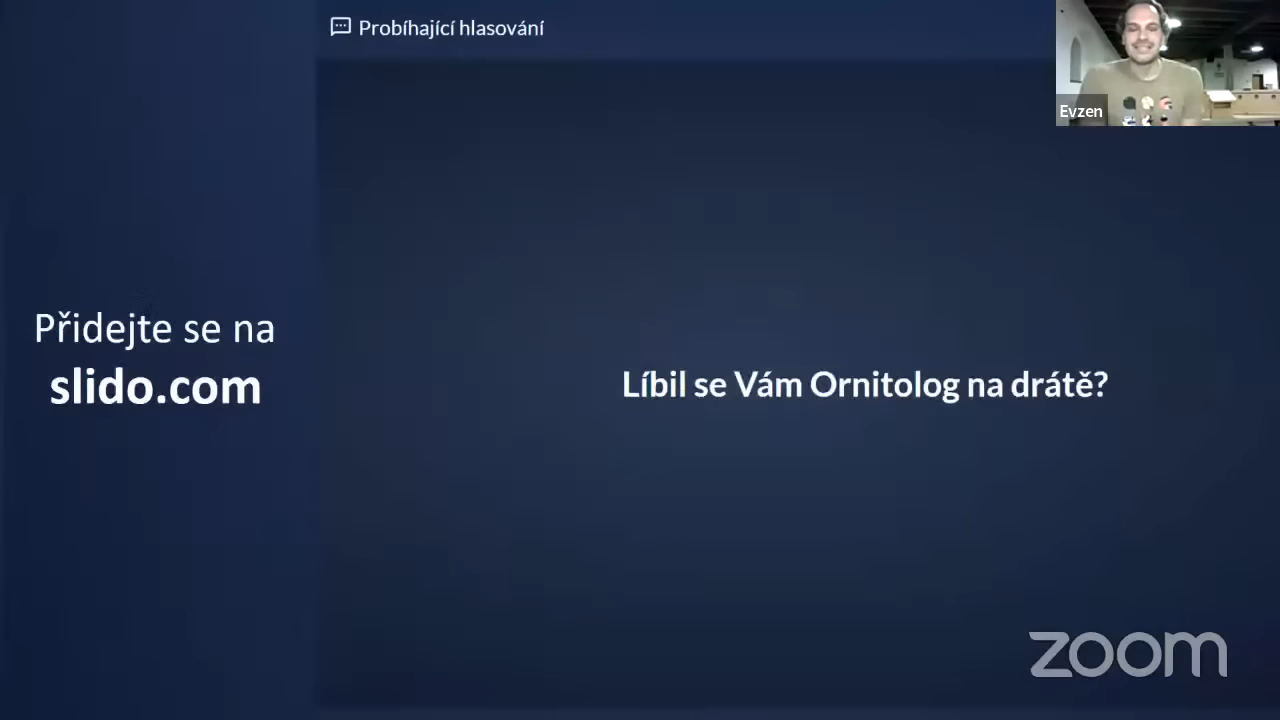 Probíhající hlasování
Evzen
Přidejte se na
slido.com
Líbil se Vám Ornitolog na drátě?
zoom